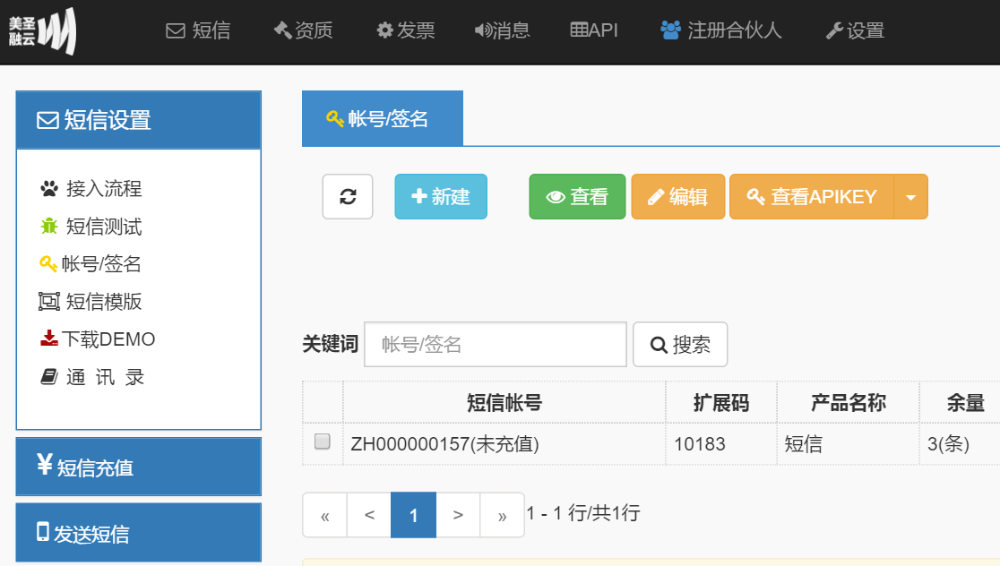 美圣
融云
短信 资质 发票 消息 API 注册合伙人 设置
短信设置
接入流程
短信测试
帐号/签名
短信模版
下载DEMO
通 讯 录
¥ 短信充值
发送短信
帐号/签名
新建 查看 编辑 查看APIKEY
关键词 帐号/签名 搜索
短信帐号 扩展码 产品名称 余量
ZH000000157(未充值) 10183 短信 3(条)
« < 1 > » 1 - 1 行/共1行